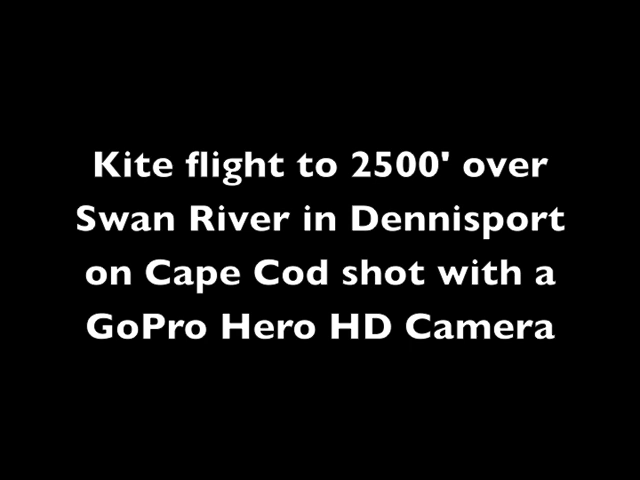 Kite flight to 2500' over
Swan River in Dennisport
on Cape Cod shot with a
GoPro Hero HD Camera